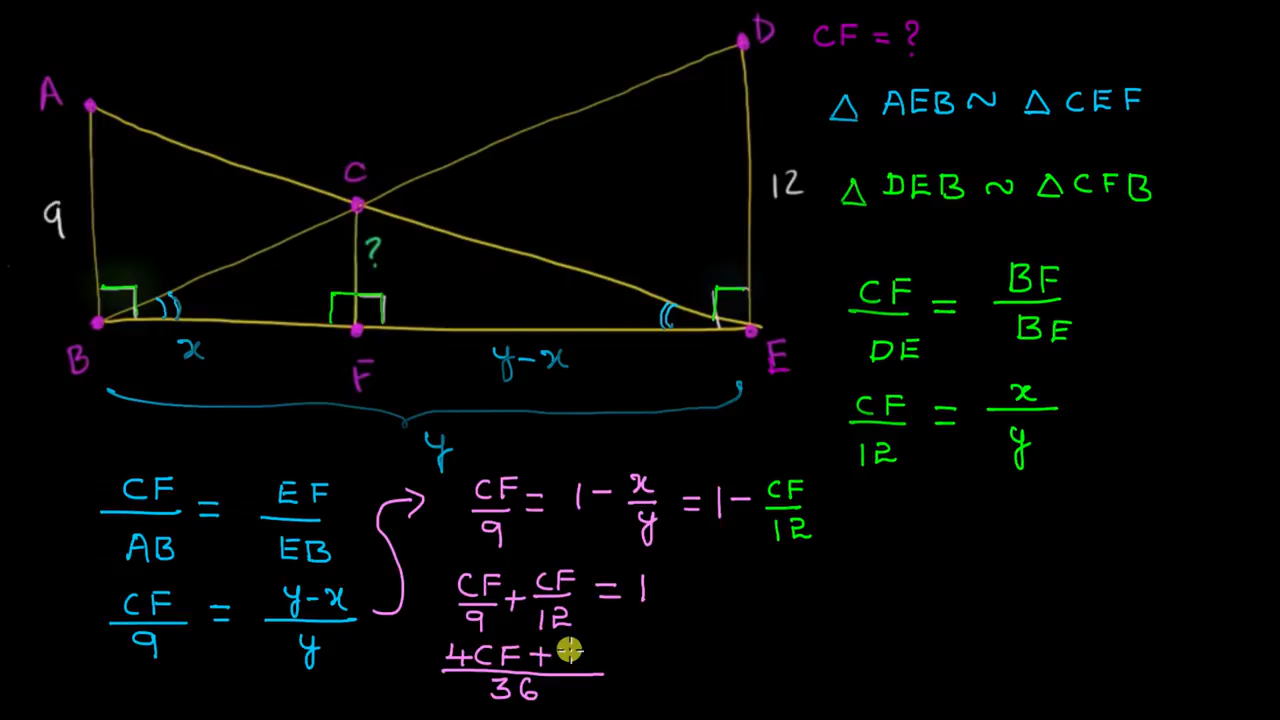 D
CF = ?
A
△ AEB ~ △ CEF
C
△ DEB ~ △ CFB
9
12
?
B
x
F
y-x
E
y
CF/DE = BF/BE
CF/12 = x/y
CF/AB = EF/EB
CF/9 = y-x/y
CF/9 = 1 - x/y = 1 - CF/12
CF/9 + CF/12 = 1
4CF + /36